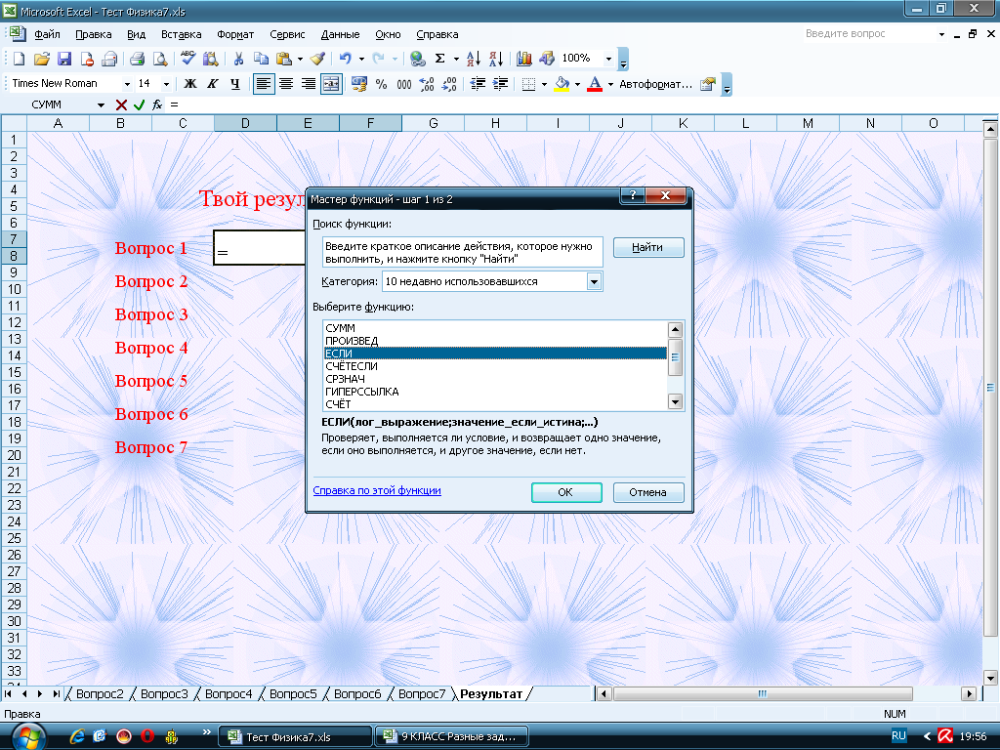 Microsoft Excel - Тест Физика7.xls
Файл Правка Вид Вставка Формат Сервис Данные Окно Справка
Введите вопрос
100%
Times New Roman 14 Ж К Ч % 000 Автоформат...
СУММ fx =
A B C D E F G H I J K L M N O
1
2
3
4
5
6
7
8
9
10
11
12
13
14
15
16
17
18
19
20
21
22
23
24
25
26
27
28
29
30
31
32
33
Твой резул
Вопрос 1
=
Вопрос 2
Вопрос 3
Вопрос 4
Вопрос 5
Вопрос 6
Вопрос 7
Мастер функций - шаг 1 из 2
Поиск функции:
Введите краткое описание действия, которое нужно
выполнить, и нажмите кнопку "Найти"
Найти
Категория: 10 недавно использовавшихся
Выберите функцию:
СУММ
ПРОИЗВЕД
ЕСЛИ
СЧЁТЕСЛИ
СРЗНАЧ
ГИПЕРССЫЛКА
СЧЁТ
ЕСЛИ(лог_выражение;значение_если_истина;...)
Проверяет, выполняется ли условие, и возвращает одно значение,
если оно выполняется, и другое значение, если нет.
Справка по этой функции
ОК Отмена
Вопрос2 Вопрос3 Вопрос4 Вопрос5 Вопрос6 Вопрос7 Результат
Правка NUM
Тест Физика7.xls 9 КЛАСС Разные зад... RU 19:56